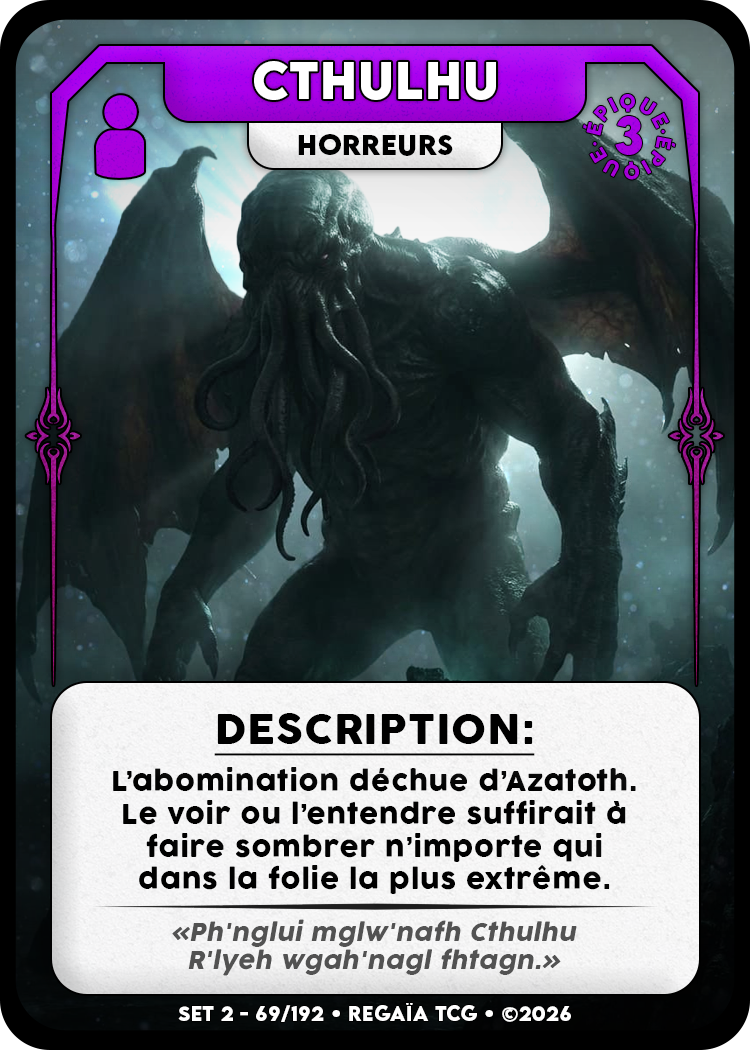 CTHULHU
HORREURS
ÉPIQUE·ÉPIQUE·
3
DESCRIPTION:
L'abomination déchue d'Azatoth.
Le voir ou l'entendre suffirait à
faire sombrer n'importe qui
dans la folie la plus extrême.
«Ph'nglui mglw'nafh Cthulhu
R'lyeh wgah'nagl fhtagn.»
SET 2 - 69/192 • REGAÏA TCG • ©2026